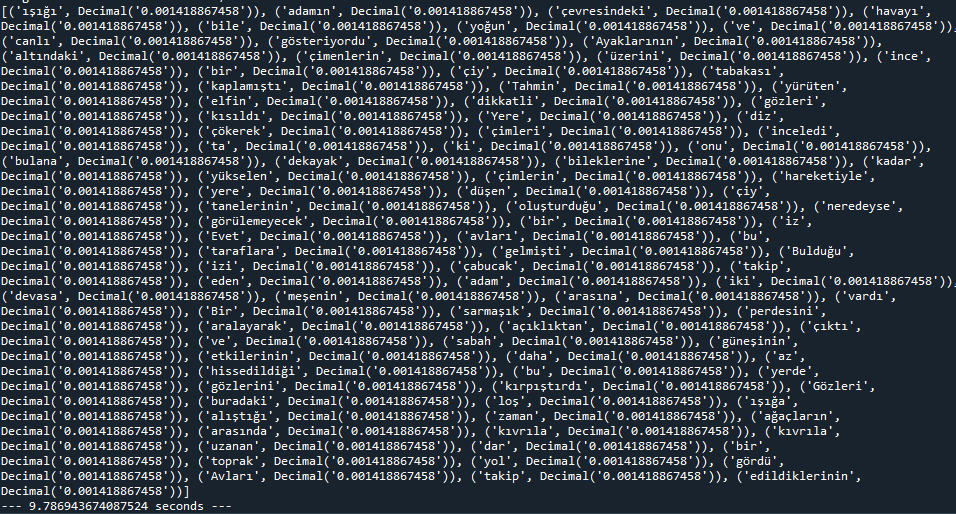 [('ışığı', Decimal('0.001418867458')), ('adamın', Decimal('0.001418867458')), ('çevresindeki', Decimal('0.001418867458')), ('havayı',
Decimal('0.001418867458')), ('bile', Decimal('0.001418867458')), ('yoğun', Decimal('0.001418867458')), ('ve', Decimal('0.001418867458')),
('canlı', Decimal('0.001418867458')), ('gösteriyordu', Decimal('0.001418867458')), ('Ayaklarının', Decimal('0.001418867458')),
('altındaki', Decimal('0.001418867458')), ('çimenlerin', Decimal('0.001418867458')), ('üzerini', Decimal('0.001418867458')), ('ince',
Decimal('0.001418867458')), ('bir', Decimal('0.001418867458')), ('çiy', Decimal('0.001418867458')), ('tabakası',
Decimal('0.001418867458')), ('kaplamıştı', Decimal('0.001418867458')), ('Tahmin', Decimal('0.001418867458')), ('yürüten',
Decimal('0.001418867458')), ('elfin', Decimal('0.001418867458')), ('dikkatli', Decimal('0.001418867458')), ('gözleri',
Decimal('0.001418867458')), ('kısıldı', Decimal('0.001418867458')), ('Yere', Decimal('0.001418867458')), ('diz',
Decimal('0.001418867458')), ('çökerek', Decimal('0.001418867458')), ('çimleri', Decimal('0.001418867458')), ('inceledi',
Decimal('0.001418867458')), ('ta', Decimal('0.001418867458')), ('ki', Decimal('0.001418867458')), ('onu', Decimal('0.001418867458')),
('bulana', Decimal('0.001418867458')), ('dekayak', Decimal('0.001418867458')), ('bileklerine', Decimal('0.001418867458')), ('kadar',
Decimal('0.001418867458')), ('yükselen', Decimal('0.001418867458')), ('çimlerin', Decimal('0.001418867458')), ('hareketiyle',
Decimal('0.001418867458')), ('yere', Decimal('0.001418867458')), ('düşen', Decimal('0.001418867458')), ('çiy',
Decimal('0.001418867458')), ('tanelerinin', Decimal('0.001418867458')), ('oluşturduğu', Decimal('0.001418867458')), ('neredeyse',
Decimal('0.001418867458')), ('görülemeyecek', Decimal('0.001418867458')), ('bir', Decimal('0.001418867458')), ('iz',
Decimal('0.001418867458')), ('Evet', Decimal('0.001418867458')), ('avları', Decimal('0.001418867458')), ('bu',
Decimal('0.001418867458')), ('taraflara', Decimal('0.001418867458')), ('gelmişti', Decimal('0.001418867458')), ('Bulduğu',
Decimal('0.001418867458')), ('izi', Decimal('0.001418867458')), ('çabucak', Decimal('0.001418867458')), ('takip',
Decimal('0.001418867458')), ('eden', Decimal('0.001418867458')), ('adam', Decimal('0.001418867458')), ('iki', Decimal('0.001418867458')),
('devasa', Decimal('0.001418867458')), ('meşenin', Decimal('0.001418867458')), ('arasına', Decimal('0.001418867458')), ('vardı',
Decimal('0.001418867458')), ('Bir', Decimal('0.001418867458')), ('sarmaşık', Decimal('0.001418867458')), ('perdesini',
Decimal('0.001418867458')), ('aralayarak', Decimal('0.001418867458')), ('açıklıktan', Decimal('0.001418867458')), ('çıktı',
Decimal('0.001418867458')), ('ve', Decimal('0.001418867458')), ('sabah', Decimal('0.001418867458')), ('güneşinin',
Decimal('0.001418867458')), ('etkilerinin', Decimal('0.001418867458')), ('daha', Decimal('0.001418867458')), ('az',
Decimal('0.001418867458')), ('hissedildiği', Decimal('0.001418867458')), ('bu', Decimal('0.001418867458')), ('yerde',
Decimal('0.001418867458')), ('gözlerini', Decimal('0.001418867458')), ('kırpıştırdı', Decimal('0.001418867458')), ('Gözleri',
Decimal('0.001418867458')), ('buradaki', Decimal('0.001418867458')), ('loş', Decimal('0.001418867458')), ('ışığa',
Decimal('0.001418867458')), ('alıştığı', Decimal('0.001418867458')), ('zaman', Decimal('0.001418867458')), ('ağaçların',
Decimal('0.001418867458')), ('arasında', Decimal('0.001418867458')), ('kıvrıla', Decimal('0.001418867458')), ('kıvrıla',
Decimal('0.001418867458')), ('uzanan', Decimal('0.001418867458')), ('dar', Decimal('0.001418867458')), ('bir',
Decimal('0.001418867458')), ('toprak', Decimal('0.001418867458')), ('yol', Decimal('0.001418867458')), ('gördü',
Decimal('0.001418867458')), ('Avları', Decimal('0.001418867458')), ('takip', Decimal('0.001418867458')), ('edildiklerinin',
Decimal('0.001418867458'))]
--- 9.786943674087524 seconds ---